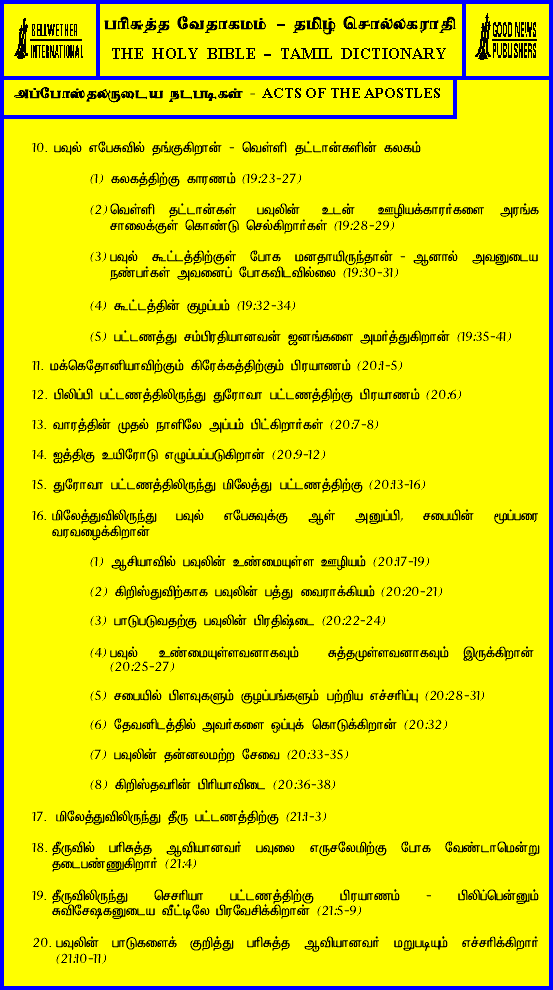 BELLWETHER
INTERNATIONAL
பரிசுத்த வேதாகமம் – தமிழ் சொல்லகராதி
THE HOLY BIBLE – TAMIL DICTIONARY
GOOD NEWS
PUBLISHERS
அப்போஸ்தலருடைய நடபடிகள் - ACTS OF THE APOSTLES
10. பவுல் எபேசுவில் தங்குகிறான் - வெள்ளி தட்டான்களின் கலகம்
(1) கலகத்திற்கு காரணம் (19:23-27)
(2) வெள்ளி தட்டான்கள் பவுலின் உடன் ஊழியக்காரர்களை அரங்க
சாலைக்குள் கொண்டு செல்கிறார்கள் (19:28-29)
(3) பவுல் கூட்டத்திற்குள் போக மனதாயிருந்தான் - ஆனால் அவனுடைய
நண்பர்கள் அவனைப் போகவிடவில்லை (19:30-31)
(4) கூட்டத்தின் குழப்பம் (19:32-34)
(5) பட்டணத்து சம்பிரதியானவன் ஜனங்களை அமர்த்துகிறான் (19:35-41)
11. மக்கெதோனியாவிற்கும் கிரேக்கத்திற்கும் பிரயாணம் (20:1-5)
12. பிலிப்பி பட்டணத்திலிருந்து துரோவா பட்டணத்திற்கு பிரயாணம் (20:6)
13. வாரத்தின் முதல் நாளிலே அப்பம் பிட்கிறார்கள் (20:7-8)
14. ஐத்திகு உயிரோடு எழுப்பப்படுகிறான் (20:9-12)
15. துரோவா பட்டணத்திலிருந்து மிலேத்து பட்டணத்திற்கு (20:13-16)
16. மிலேத்துவிலிருந்து பவுல் எபேசுவுக்கு ஆள் அனுப்பி, சபையின் மூப்பரை
வரவழைக்கிறான்
(1) ஆசியாவில் பவுலின் உண்மையுள்ள ஊழியம் (20:17-19)
(2) கிறிஸ்துவிற்காக பவுலின் பத்து வைராக்கியம் (20:20-21)
(3) பாடுபடுவதற்கு பவுலின் பிரதிஷ்டை (20:22-24)
(4) பவுல் உண்மையுள்ளவனாகவும் சுத்தமுள்ளவனாகவும் இருக்கிறான்
(20:25-27)
(5) சபையில் பிளவுகளும் குழப்பங்களும் பற்றிய எச்சரிப்பு (20:28-31)
(6) தேவனிடத்தில் அவர்களை ஒப்புக் கொடுக்கிறான் (20:32)
(7) பவுலின் தன்னலமற்ற சேவை (20:33-35)
(8) கிறிஸ்தவரின் பிரியாவிடை (20:36-38)
17. மிலேத்துவிலிருந்து தீரு பட்டணத்திற்கு (21:1-3)
18. தீருவில் பரிசுத்த ஆவியானவர் பவுலை எருசலேமிற்கு போக வேண்டாமென்று
தடைபண்ணுகிறார் (21:4)
19. தீருவிலிருந்து செசரியா பட்டணத்திற்கு பிரயாணம் - பிலிப்பென்னும்
சுவிசேஷகனுடைய வீட்டிலே பிரவேசிக்கிறான் (21:5-9)
20. பவுலின் பாடுகளைக் குறித்து பரிசுத்த ஆவியானவர் மறுபடியும் எச்சரிக்கிறார்
(21:10-11)